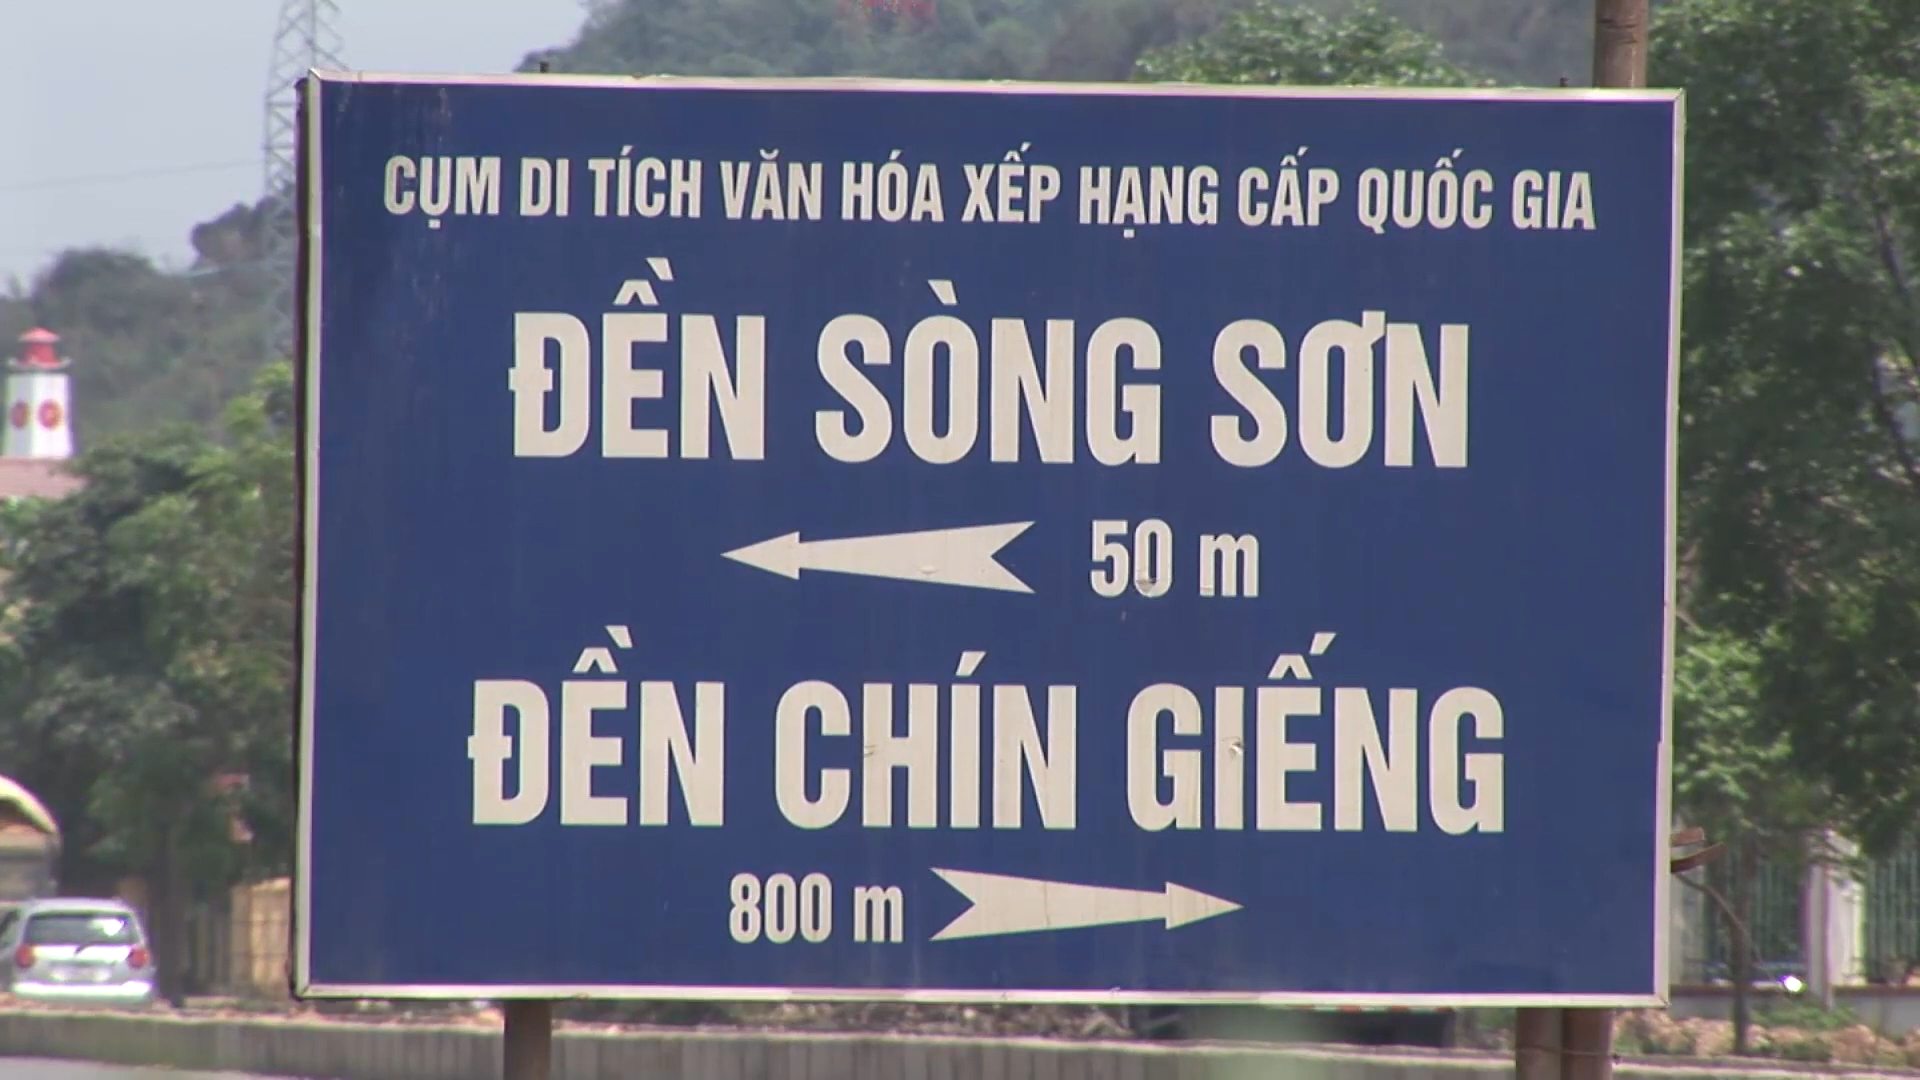 CỤM DI TÍCH VĂN HÓA XẾP HẠNG CẤP QUỐC GIA
ĐỀN SÒNG SƠN
50 m
ĐỀN CHÍN GIẾNG
800 m